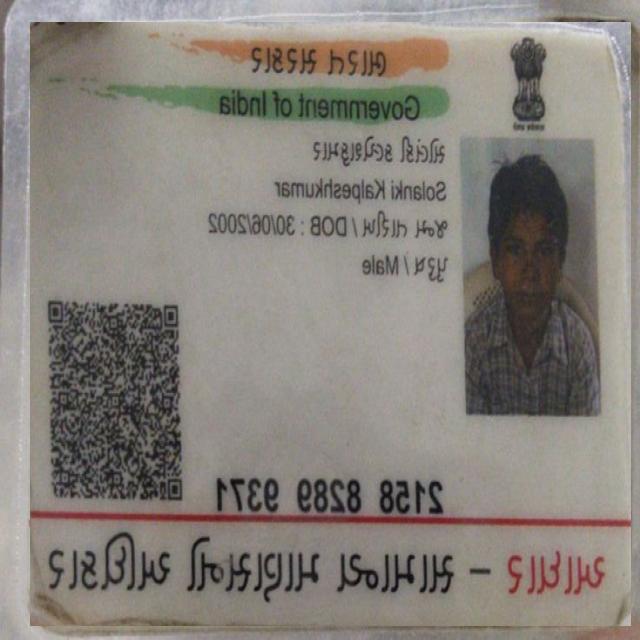 ભારત સરકાર
Government of India
સોલંકી કલ્પેશકુમાર
Solanki Kalpeshkumar
જન્મ તારીખ / DOB : 30/06/2002
પુરૂષ / Male
2158 8289 9371
આધાર – સામાન્ય માણસનો અધિકાર